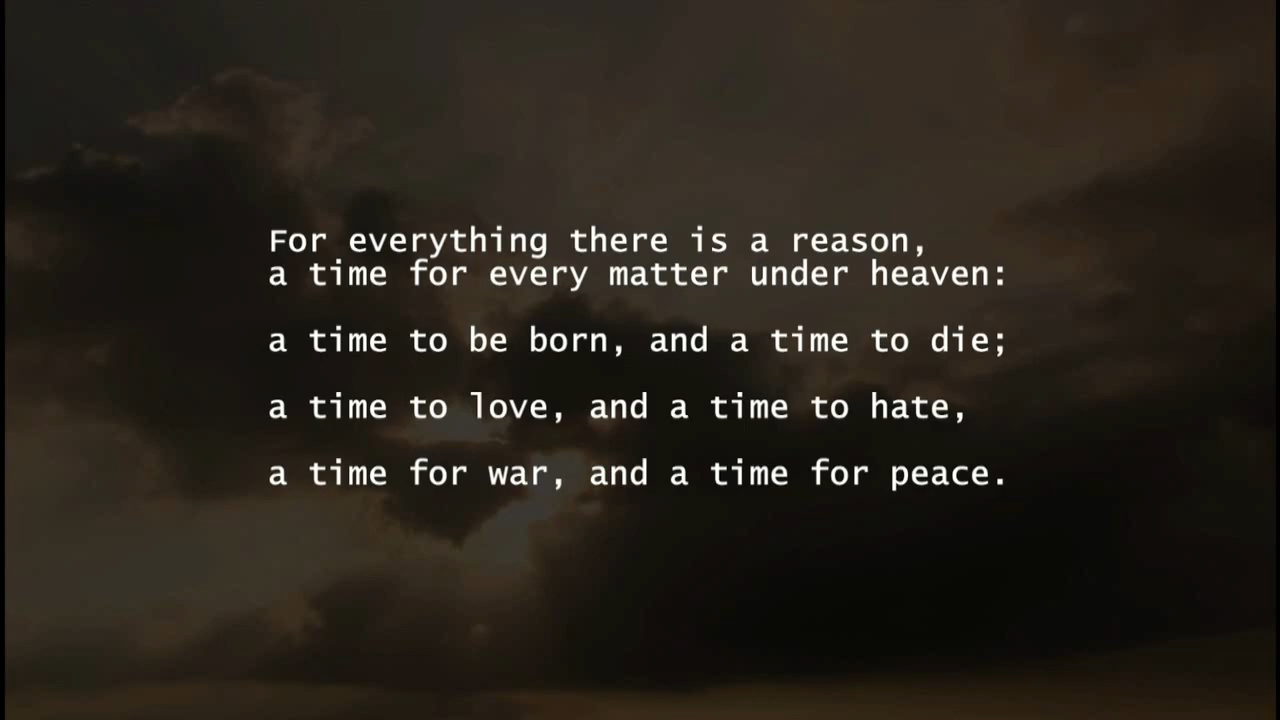 For everything there is a reason,
a time for every matter under heaven:
a time to be born, and a time to die;
a time to love, and a time to hate,
a time for war, and a time for peace.